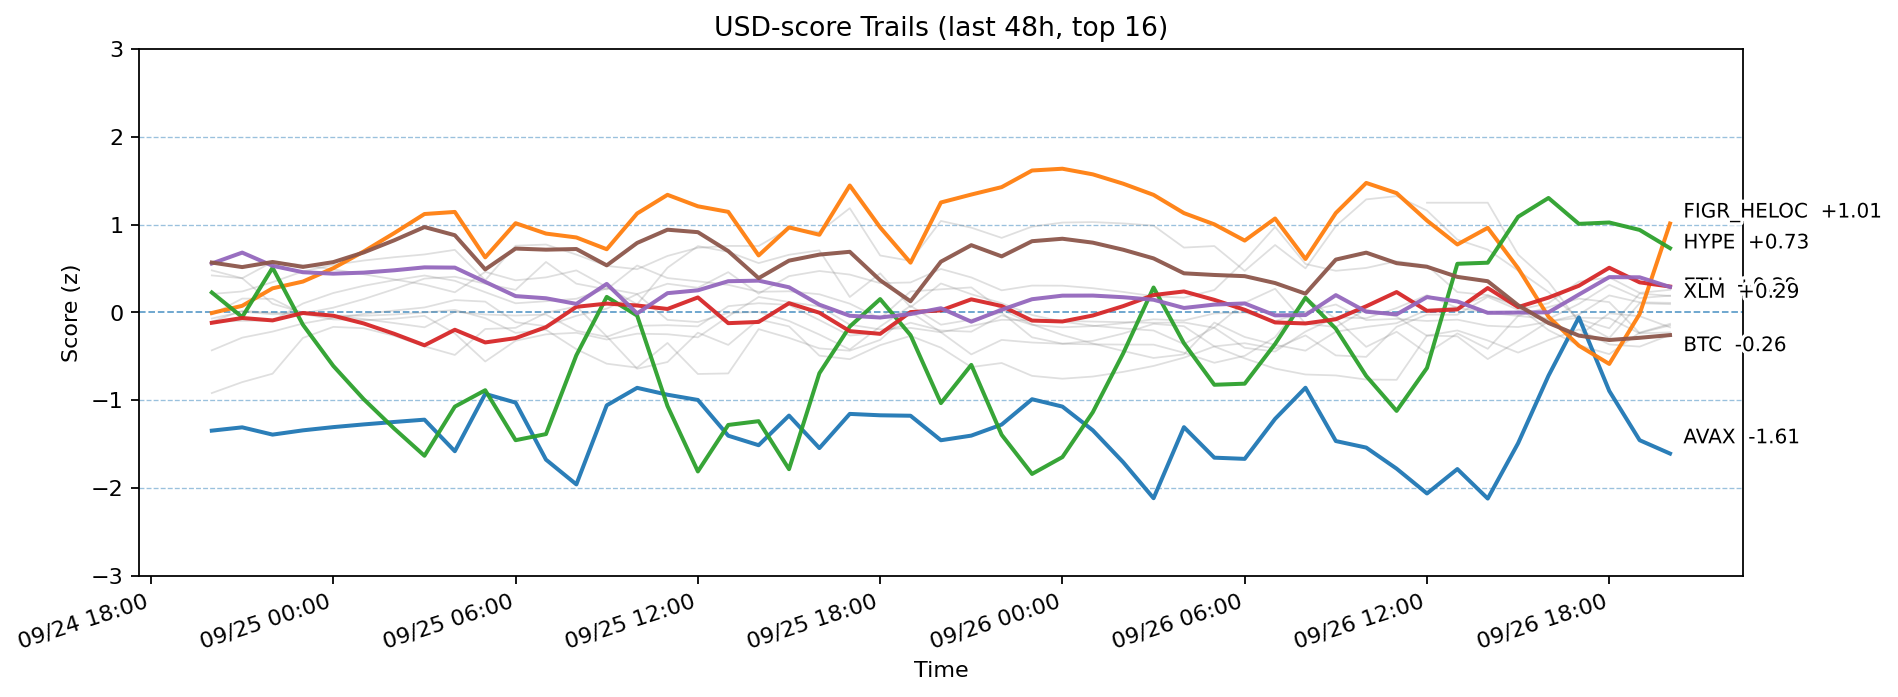 USD-score Trails (last 48h, top 16)
Score (z)
3
2
1
0
−1
−2
−3
FIGR_HELOC +1.01
HYPE +0.73
XLM +0.29
BTC -0.26
AVAX -1.61
09/24 18:00
09/25 00:00
09/25 06:00
09/25 12:00
09/25 18:00
09/26 00:00
09/26 06:00
09/26 12:00
09/26 18:00
Time